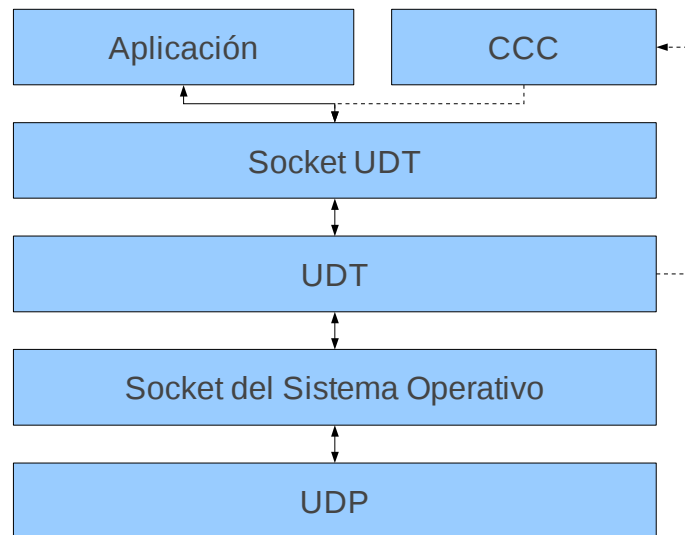 Aplicación
CCC
Socket UDT
UDT
Socket del Sistema Operativo
UDP